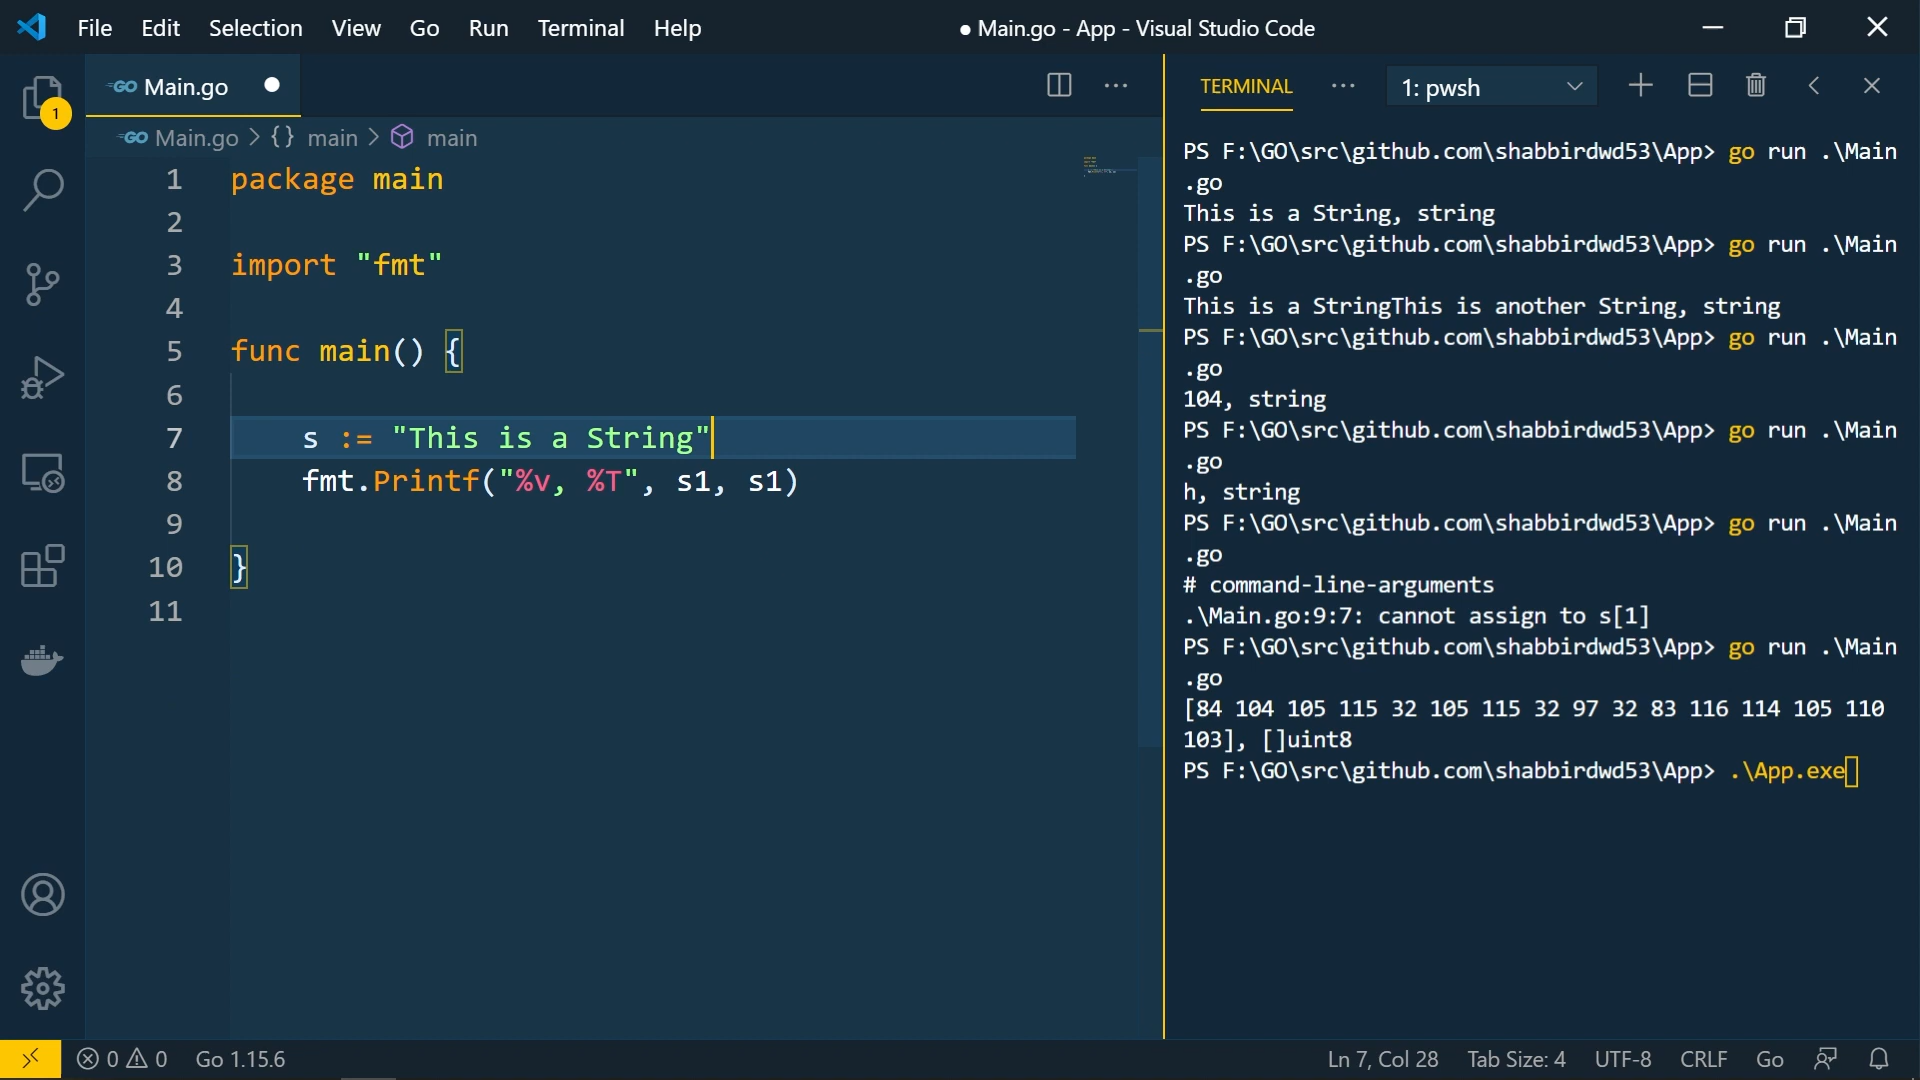 File Edit Selection View Go Run Terminal Help
● Main.go - App - Visual Studio Code
GO Main.go
TERMINAL ··· 1: pwsh
1
GO Main.go > {} main > main
1 package main
2
3 import "fmt"
4
5 func main() {
6
7 s := "This is a String"
8 fmt.Printf("%v, %T", s1, s1)
9
10 }
11
PS F:\GO\src\github.com\shabbirdwd53\App> go run .\Main
.go
This is a String, string
PS F:\GO\src\github.com\shabbirdwd53\App> go run .\Main
.go
This is a StringThis is another String, string
PS F:\GO\src\github.com\shabbirdwd53\App> go run .\Main
.go
104, string
PS F:\GO\src\github.com\shabbirdwd53\App> go run .\Main
.go
h, string
PS F:\GO\src\github.com\shabbirdwd53\App> go run .\Main
.go
# command-line-arguments
.\Main.go:9:7: cannot assign to s[1]
PS F:\GO\src\github.com\shabbirdwd53\App> go run .\Main
.go
[84 104 105 115 32 105 115 32 97 32 83 116 114 105 110
103], []uint8
PS F:\GO\src\github.com\shabbirdwd53\App> .\App.exe
0 0 Go 1.15.6
Ln 7, Col 28 Tab Size: 4 UTF-8 CRLF Go